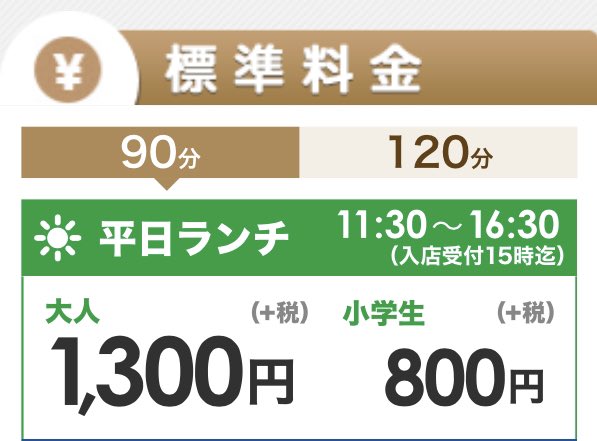 ¥ 標準料金
90分 120分
平日ランチ 11:30～16:30
(入店受付15時迄)
大人 (+税) 小学生 (+税)
1,300円 800円